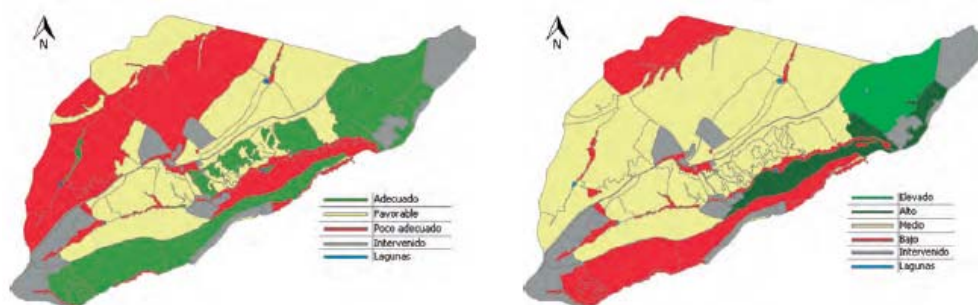 N
Adecuado
Favorable
Poco adecuado
Intervenido
Lagunas
N
Elevado
Alto
Medio
Bajo
Intervenido
Lagunas